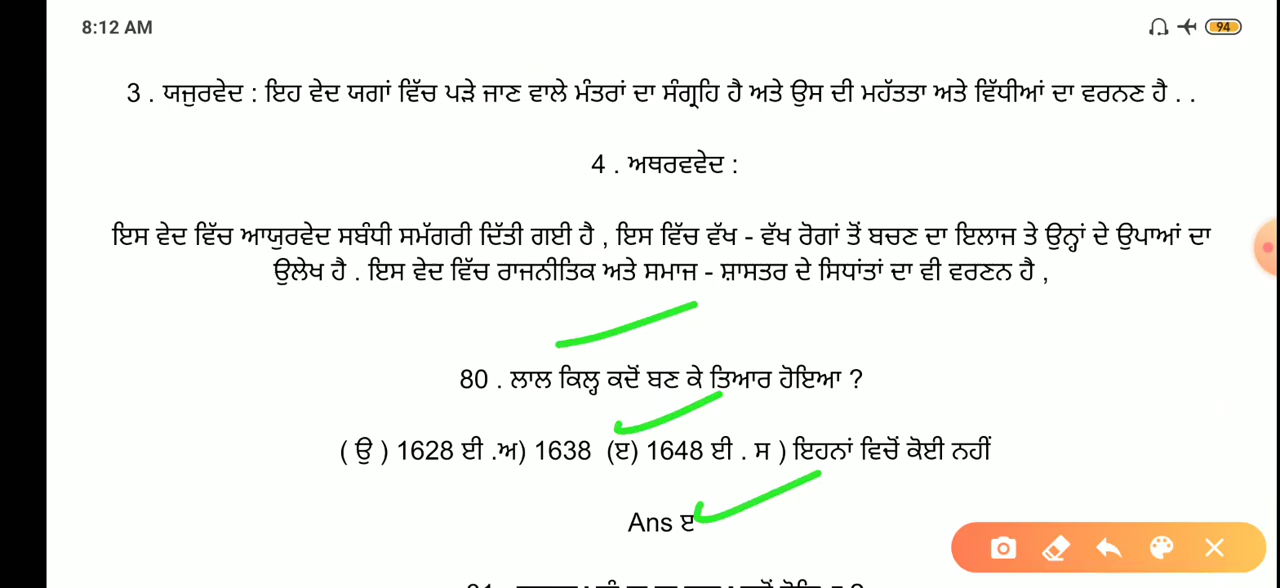 8:12 AM
94
3 . ਯਜੁਰਵੇਦ : ਇਹ ਵੇਦ ਯਗਾਂ ਵਿੱਚ ਪੜੇ ਜਾਣ ਵਾਲੇ ਮੰਤਰਾਂ ਦਾ ਸੰਗ੍ਰਹਿ ਹੈ ਅਤੇ ਉਸ ਦੀ ਮਹੱਤਤਾ ਅਤੇ ਵਿੱਧੀਆਂ ਦਾ ਵਰਨਣ ਹੈ . .
4 . ਅਥਰਵਵੇਦ :
ਇਸ ਵੇਦ ਵਿੱਚ ਆਯੁਰਵੇਦ ਸਬੰਧੀ ਸਮੱਗਰੀ ਦਿੱਤੀ ਗਈ ਹੈ , ਇਸ ਵਿੱਚ ਵੱਖ - ਵੱਖ ਰੋਗਾਂ ਤੋਂ ਬਚਣ ਦਾ ਇਲਾਜ ਤੇ ਉਨ੍ਹਾਂ ਦੇ ਉਪਾਆਂ ਦਾ
ਉਲੇਖ ਹੈ . ਇਸ ਵੇਦ ਵਿੱਚ ਰਾਜਨੀਤਿਕ ਅਤੇ ਸਮਾਜ - ਸ਼ਾਸਤਰ ਦੇ ਸਿਧਾਂਤਾਂ ਦਾ ਵੀ ਵਰਣਨ ਹੈ ,
80 . ਲਾਲ ਕਿਲ੍ਹ ਕਦੋਂ ਬਣ ਕੇ ਤਿਆਰ ਹੋਇਆ ?
( ਉ ) 1628 ਈ .ਅ) 1638 (ੲ) 1648 ਈ . ਸ ) ਇਹਨਾਂ ਵਿਚੋਂ ਕੋਈ ਨਹੀਂ
Ans ੲ